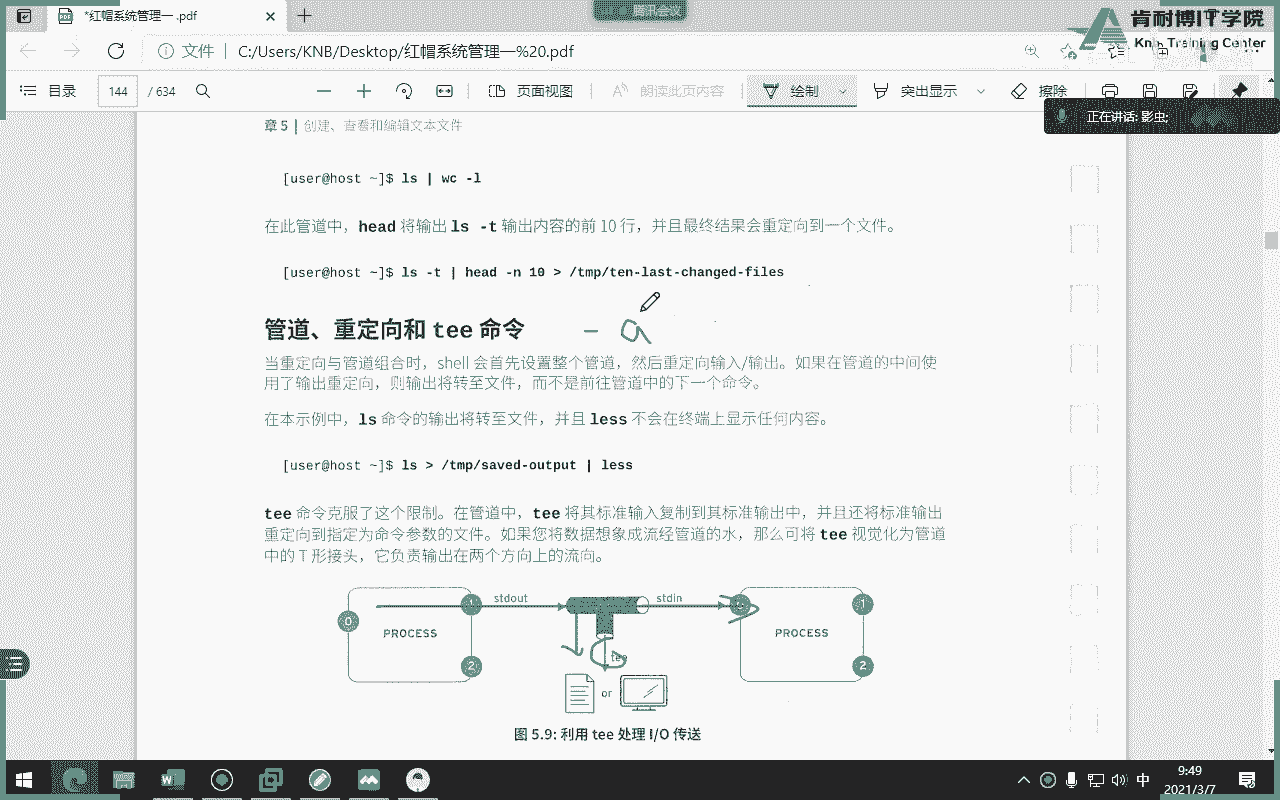 *红帽系统管理一 .pdf
腾讯会议
肯耐博IT学院
Knb Training Center
文件
C:/Users/KNB/Desktop/红帽系统管理一%20.pdf
目录
144
/ 634
页面视图
朗读此页内容
绘制
突出显示
擦除
正在讲话: 影虫;
章 5 | 创建、查看和编辑文本文件
[user@host ~]$ ls | wc -l
在此管道中，head 将输出 ls -t 输出内容的前 10 行，并且最终结果会重定向到一个文件。
[user@host ~]$ ls -t | head -n 10 > /tmp/ten-last-changed-files
管道、重定向和 tee 命令
- a
当重定向与管道组合时，shell 会首先设置整个管道，然后重定向输入/输出。如果在管道的中间使
用了输出重定向，则输出将转至文件，而不是前往管道中的下一个命令。
在本示例中，ls 命令的输出将转至文件，并且 less 不会在终端上显示任何内容。
[user@host ~]$ ls > /tmp/saved-output | less
tee 命令克服了这个限制。在管道中，tee 将其标准输入复制到其标准输出中，并且还将标准输出
重定向到指定为命令参数的文件。如果您将数据想象成流经管道的水，那么可将 tee 视觉化为管道
中的 T 形接头，它负责输出在两个方向上的流向。
0
PROCESS
1
2
stdout
tee
stdin
or
0
PROCESS
1
2
图 5.9: 利用 tee 处理 I/O 传送
中
9:49
2021/3/7